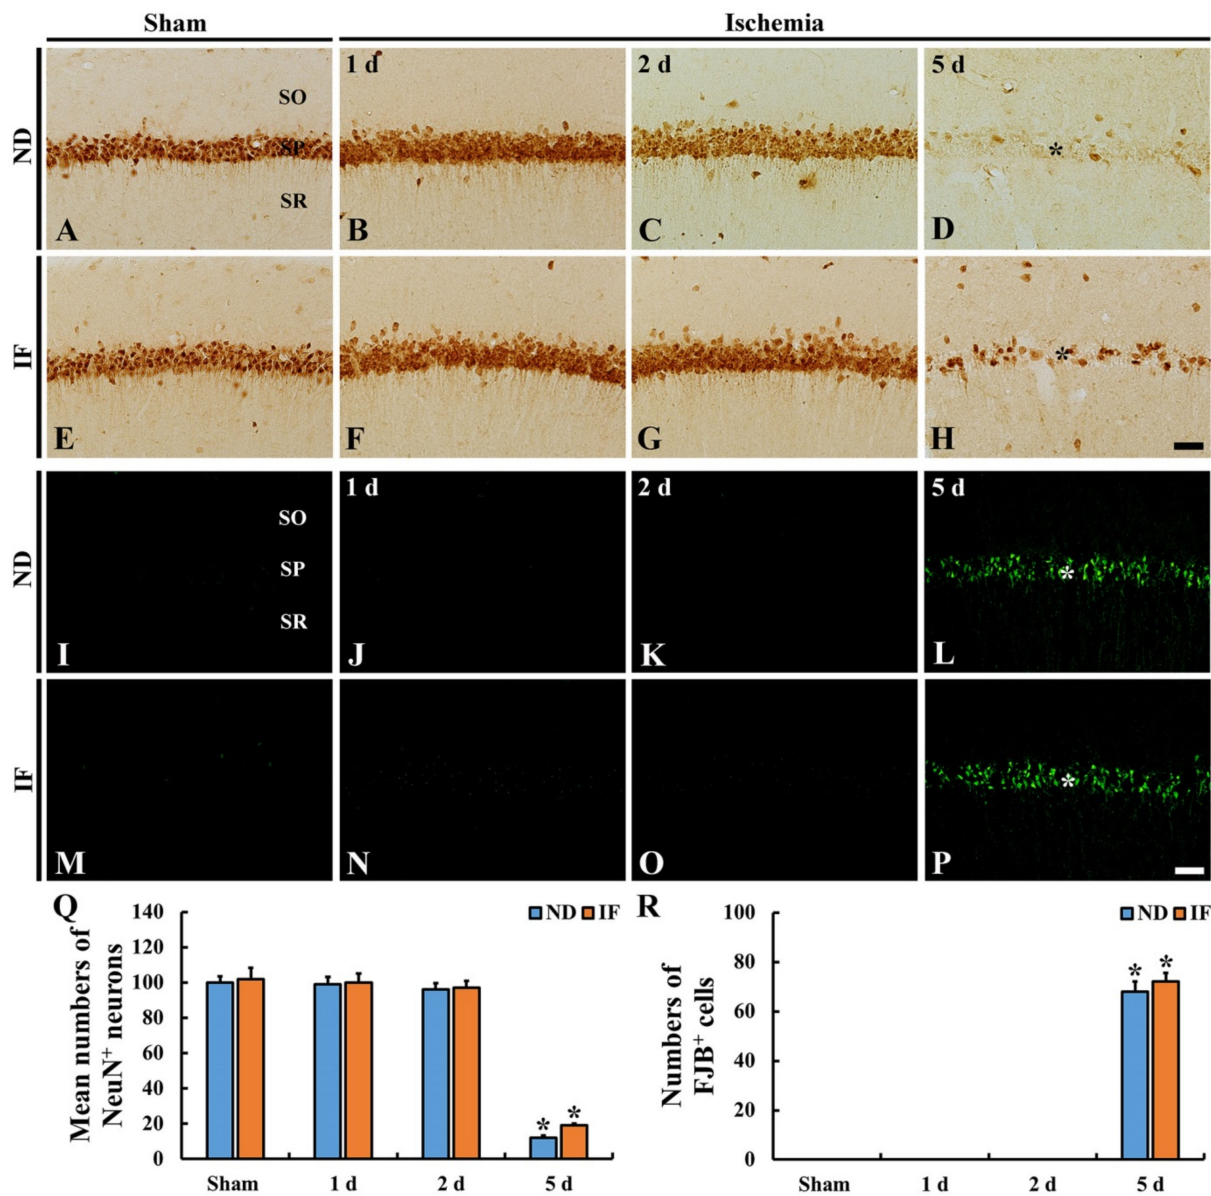 Sham Ischemia
ND
1 d 2 d 5 d
SO
SP
*
SR
A B C D
IF
*
E F G H
ND
1 d 2 d 5 d
SO
SP
*
SR
I J K L
IF
*
M N O P
Q
Mean numbers of
NeuN+ neurons
140
120
100
80
60
40
20
0
ND IF
* *
Sham 1 d 2 d 5 d
R
Numbers of
FJB+ cells
100
80
60
40
20
0
ND IF
* *
Sham 1 d 2 d 5 d